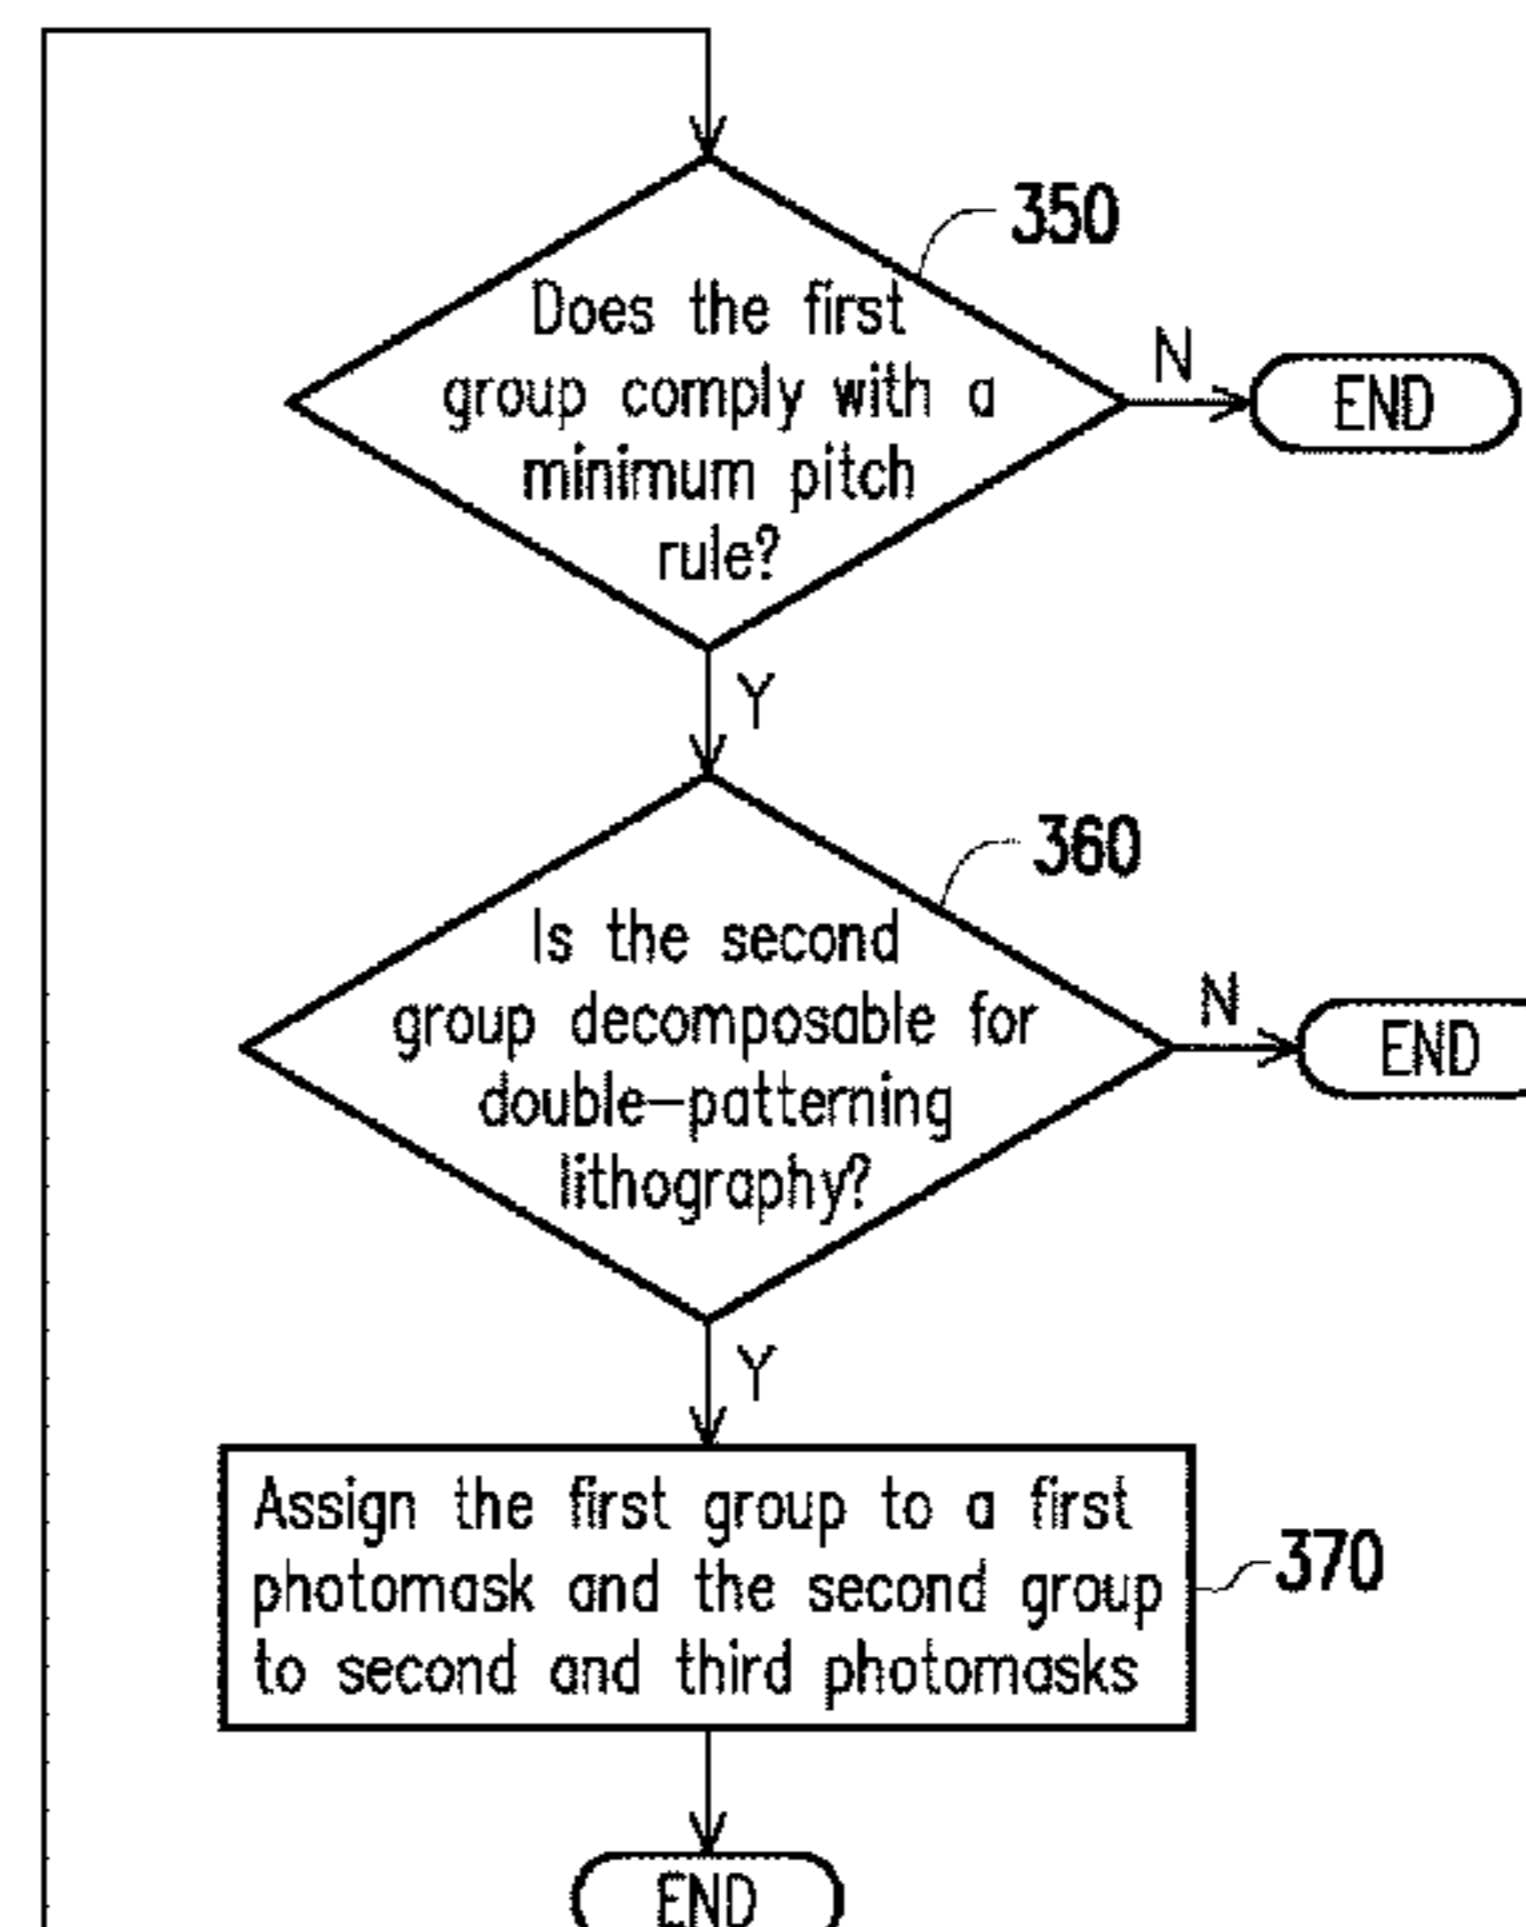 350
Does the first
group comply with a
minimum pitch
rule?
N
END
Y
360
Is the second
group decomposable for
double-patterning
lithography?
N
END
Y
Assign the first group to a first
photomask and the second group
to second and third photomasks
370
END